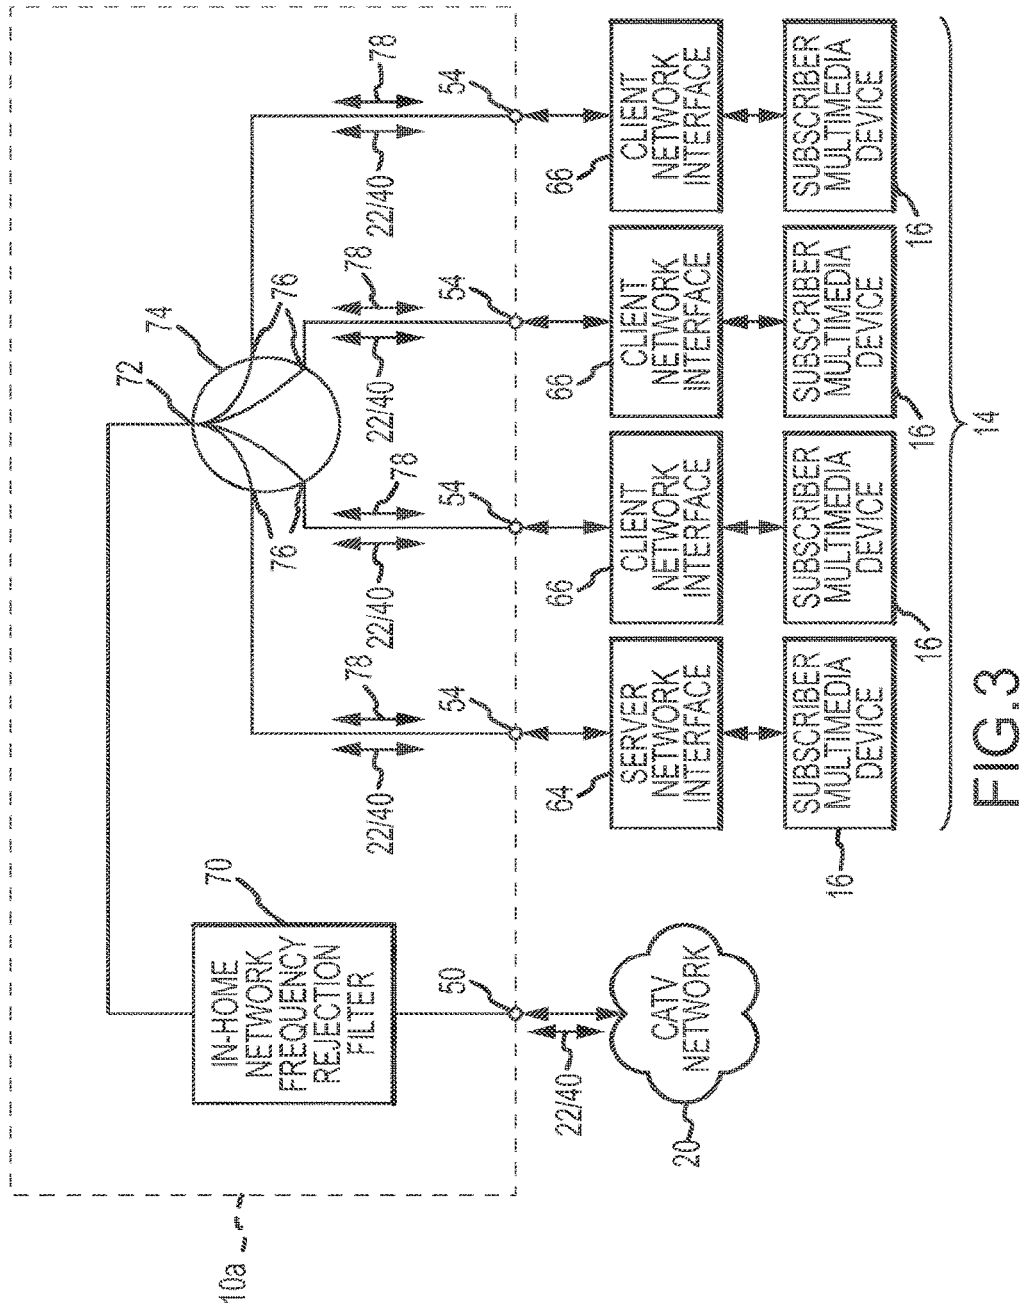 10a
IN-HOME
NETWORK
FREQUENCY
REJECTION
FILTER
70
72
74
76
76
22/40
78
22/40
78
22/40
78
22/40
78
50
54
54
54
54
22/40
CATV
NETWORK
20
64
SERVER
NETWORK
INTERFACE
66
CLIENT
NETWORK
INTERFACE
66
CLIENT
NETWORK
INTERFACE
66
CLIENT
NETWORK
INTERFACE
16
SUBSCRIBER
MULTIMEDIA
DEVICE
16
SUBSCRIBER
MULTIMEDIA
DEVICE
16
SUBSCRIBER
MULTIMEDIA
DEVICE
16
SUBSCRIBER
MULTIMEDIA
DEVICE
14
FIG.3